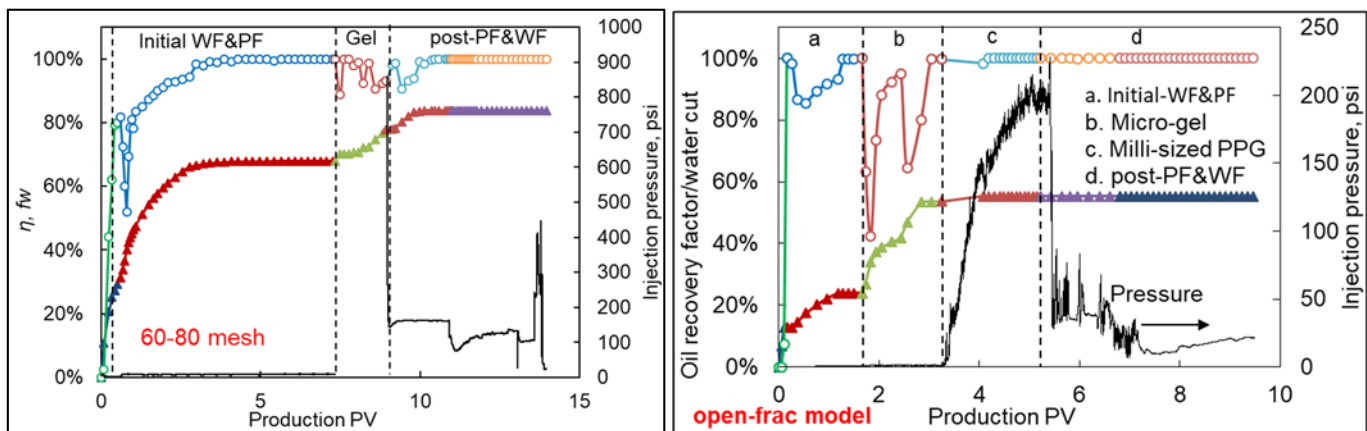 Initial WF&PF
Gel
post-PF&WF
100%
80%
60%
40%
20%
0%
η, fw
1000
900
800
700
600
500
400
300
200
100
0
Injection pressure, psi
60-80 mesh
0
5
10
15
Production PV
a
b
c
d
100%
80%
60%
40%
20%
0%
Oil recovery factor/water cut
250
200
150
100
50
0
Injection pressure, psi
a. Initial-WF&PF
b. Micro-gel
c. Milli-sized PPG
d. post-PF&WF
Pressure
0
2
4
6
8
10
Production PV
open-frac model